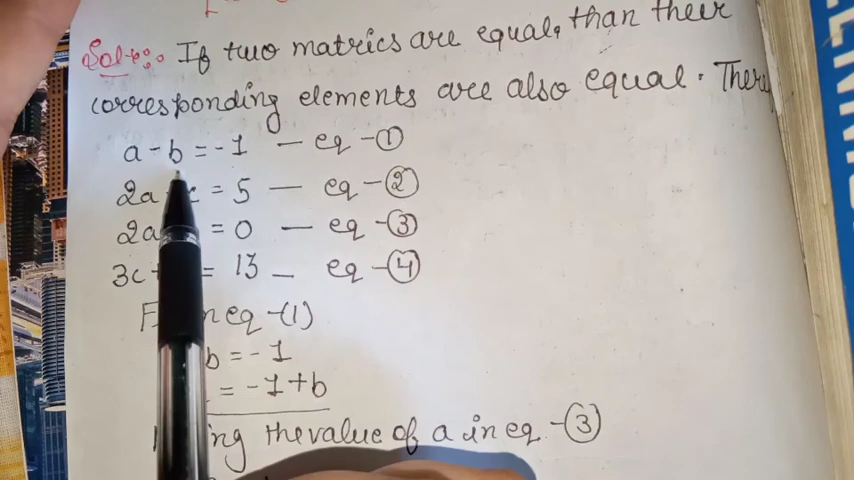 Sol:- If two matrics are equal, than their
corresponding elements are also equal. There
a - b = -1 — eq - ①
2a = 5 — eq - ②
2a = 0 — eq - ③
3c + = 13 — eq - ④
eq - (1)
b = -1
= -1 + b
the value of a in eq - ③